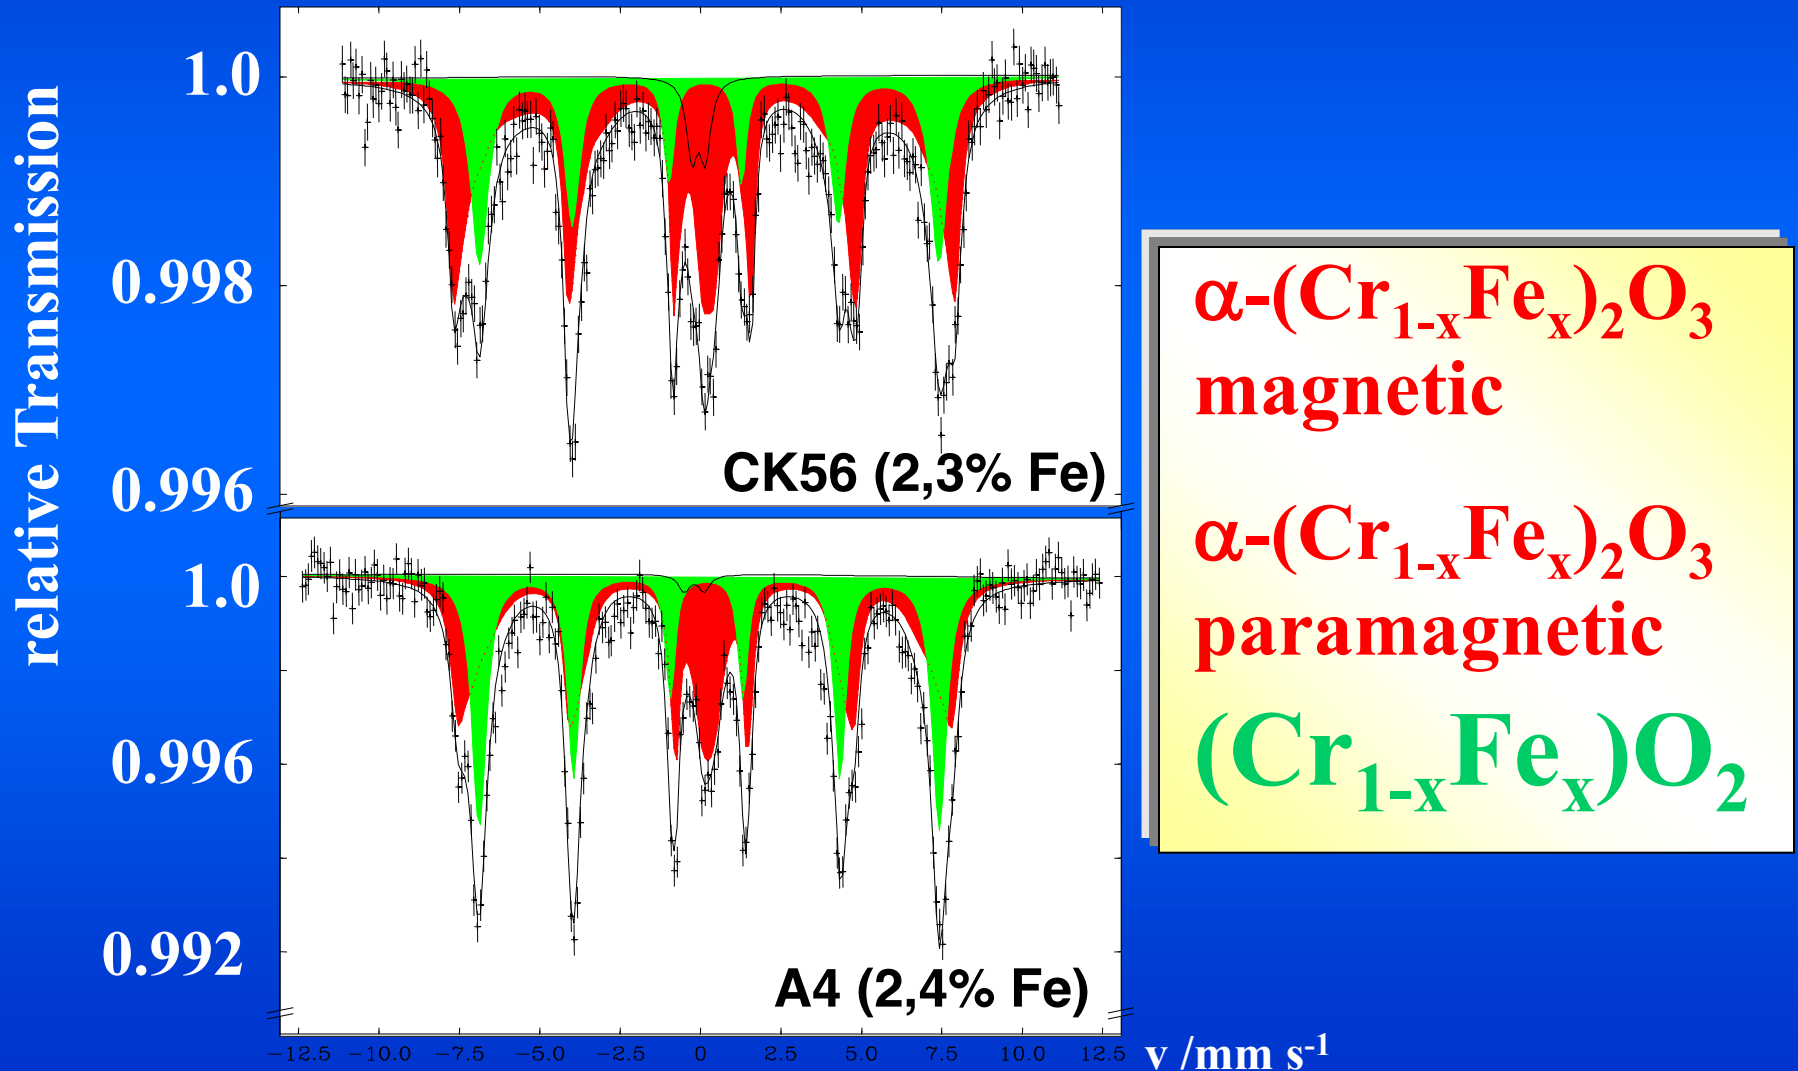 relative Transmission
1.0
0.998
0.996
CK56 (2,3% Fe)
1.0
0.996
0.992
A4 (2,4% Fe)
−12.5 −10.0 −7.5 −5.0 −2.5 0 2.5 5.0 7.5 10.0 12.5
v /mm s⁻¹
α-(Cr₁₋ₓFeₓ)₂O₃
magnetic
α-(Cr₁₋ₓFeₓ)₂O₃
paramagnetic
(Cr₁₋ₓFeₓ)O₂